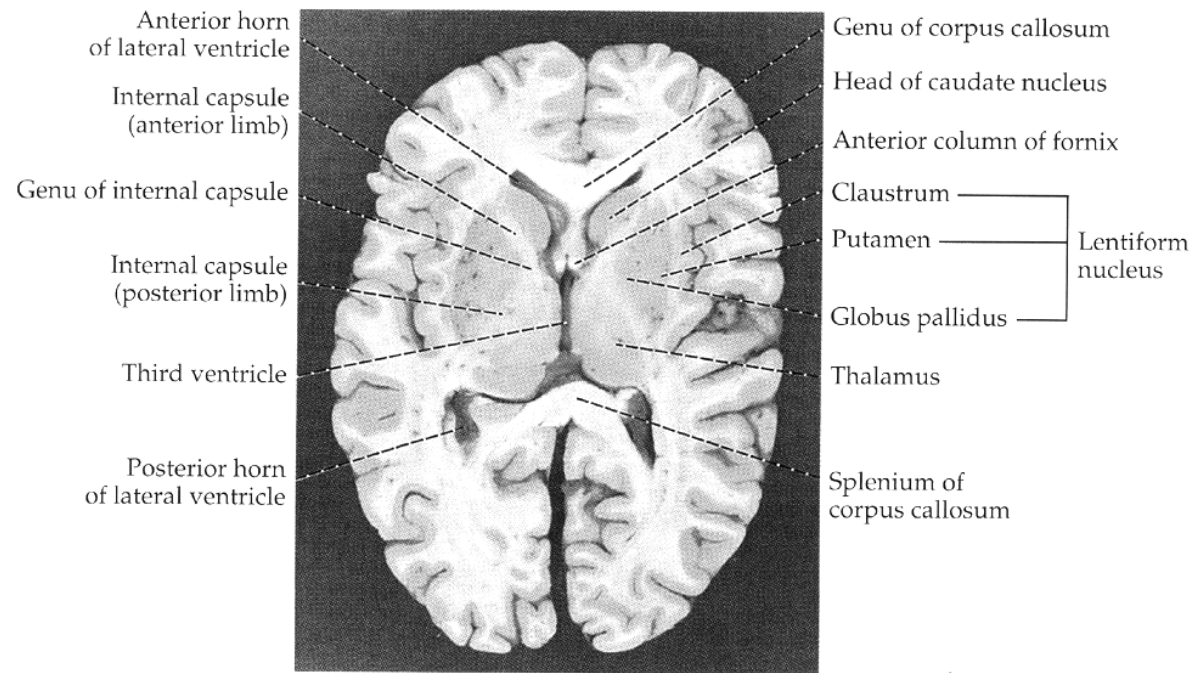 Anterior horn
of lateral ventricle
Internal capsule
(anterior limb)
Genu of internal capsule
Internal capsule
(posterior limb)
Third ventricle
Posterior horn
of lateral ventricle
Genu of corpus callosum
Head of caudate nucleus
Anterior column of fornix
Claustrum
Putamen
Globus pallidus
Lentiform
nucleus
Thalamus
Splenium of
corpus callosum